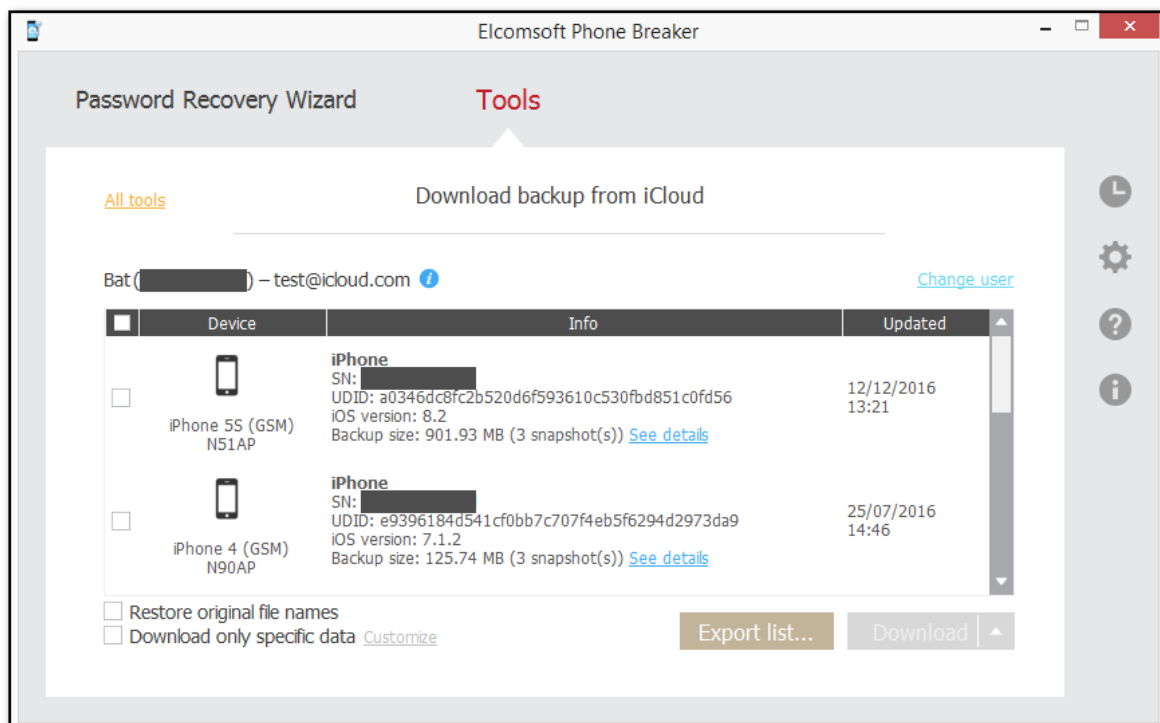 Elcomsoft Phone Breaker
Password Recovery Wizard
Tools
All tools
Download backup from iCloud
Bat ( ) – test@icloud.com
Change user
Device
Info
Updated
iPhone 5S (GSM)
N51AP
iPhone
SN:
UDID: a0346dc8fc2b520d6f593610c530fbd851c0fd56
iOS version: 8.2
Backup size: 901.93 MB (3 snapshot(s)) See details
12/12/2016
13:21
iPhone 4 (GSM)
N90AP
iPhone
SN:
UDID: e9396184d541cf0bb7c707f4eb5f6294d2973da9
iOS version: 7.1.2
Backup size: 125.74 MB (3 snapshot(s)) See details
25/07/2016
14:46
Restore original file names
Download only specific data Customize
Export list...
Download